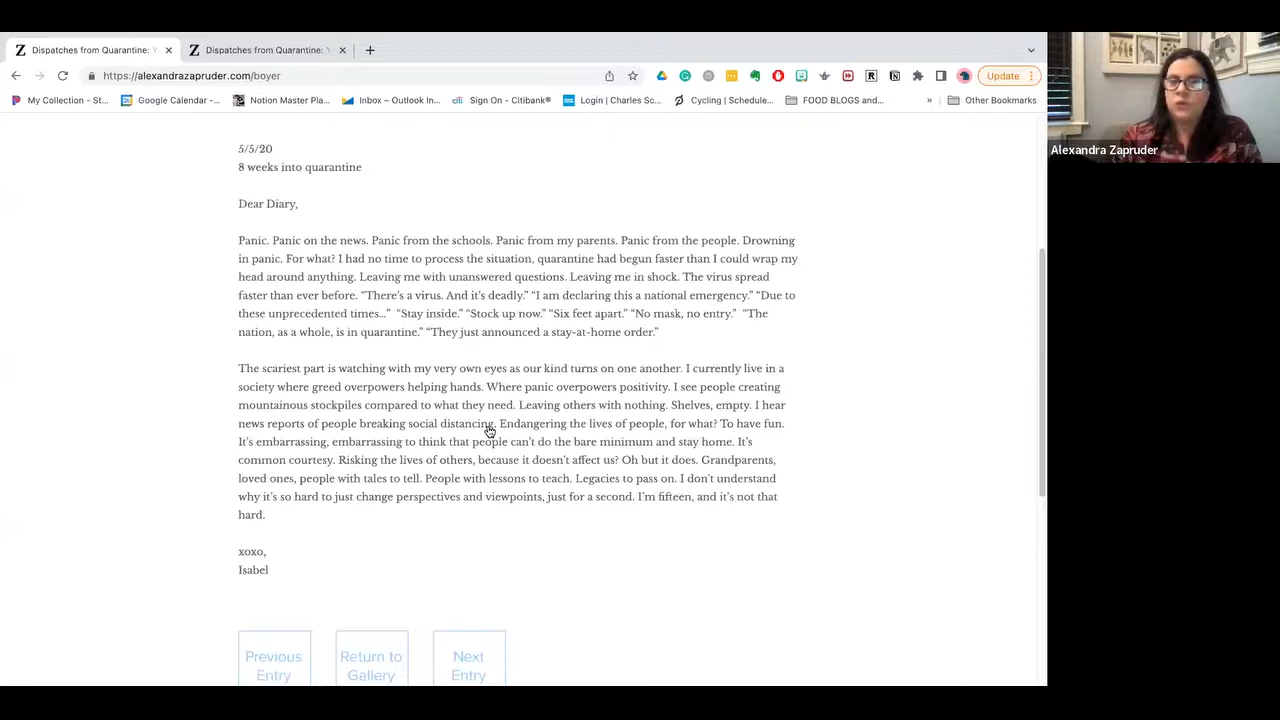 Dispatches from Quarantine: Y
Dispatches from Quarantine: Y
https://alexandrazapruder.com/boyer
Update
My Collection - St...
Google Calendar -...
Notion Master Pla...
Inbox – Outlook In...
Sign On - Citibank®
Login | Charles Sc...
Cycling | Schedule...
FOOD BLOGS and...
»
Other Bookmarks
Alexandra Zapruder
5/5/20
8 weeks into quarantine
Dear Diary,
Panic. Panic on the news. Panic from the schools. Panic from my parents. Panic from the people. Drowning
in panic. For what? I had no time to process the situation, quarantine had begun faster than I could wrap my
head around anything. Leaving me with unanswered questions. Leaving me in shock. The virus spread
faster than ever before. “There’s a virus. And it’s deadly.” “I am declaring this a national emergency.” “Due to
these unprecedented times…” “Stay inside.” “Stock up now.” “Six feet apart.” “No mask, no entry.” “The
nation, as a whole, is in quarantine.” “They just announced a stay-at-home order.”
The scariest part is watching with my very own eyes as our kind turns on one another. I currently live in a
society where greed overpowers helping hands. Where panic overpowers positivity. I see people creating
mountainous stockpiles compared to what they need. Leaving others with nothing. Shelves, empty. I hear
news reports of people breaking social distancing. Endangering the lives of people, for what? To have fun.
It’s embarrassing, embarrassing to think that people can’t do the bare minimum and stay home. It’s
common courtesy. Risking the lives of others, because it doesn’t affect us? Oh but it does. Grandparents,
loved ones, people with tales to tell. People with lessons to teach. Legacies to pass on. I don’t understand
why it’s so hard to just change perspectives and viewpoints, just for a second. I’m fifteen, and it’s not that
hard.
xoxo,
Isabel
Previous
Entry
Return to
Gallery
Next
Entry